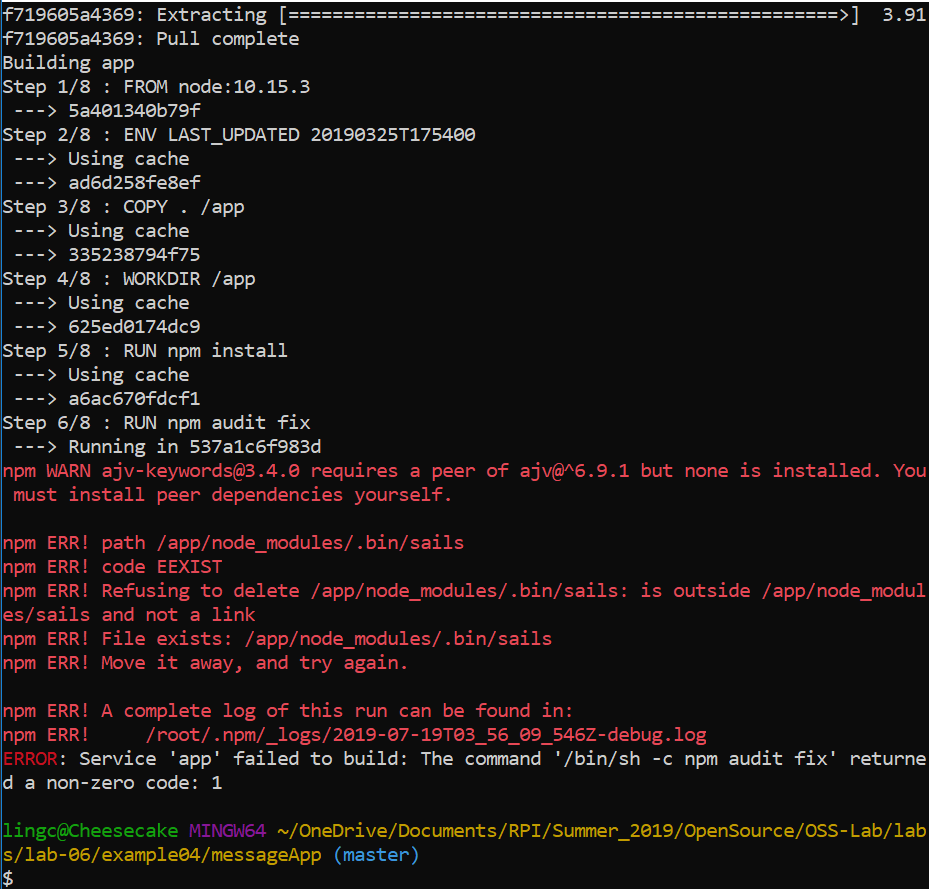 f719605a4369: Extracting [==================================================>]  3.91
f719605a4369: Pull complete
Building app
Step 1/8 : FROM node:10.15.3
 ---> 5a401340b79f
Step 2/8 : ENV LAST_UPDATED 20190325T175400
 ---> Using cache
 ---> ad6d258fe8ef
Step 3/8 : COPY . /app
 ---> Using cache
 ---> 335238794f75
Step 4/8 : WORKDIR /app
 ---> Using cache
 ---> 625ed0174dc9
Step 5/8 : RUN npm install
 ---> Using cache
 ---> a6ac670fdcf1
Step 6/8 : RUN npm audit fix
 ---> Running in 537a1c6f983d
npm WARN ajv-keywords@3.4.0 requires a peer of ajv@^6.9.1 but none is installed. You
 must install peer dependencies yourself.

npm ERR! path /app/node_modules/.bin/sails
npm ERR! code EEXIST
npm ERR! Refusing to delete /app/node_modules/.bin/sails: is outside /app/node_modul
es/sails and not a link
npm ERR! File exists: /app/node_modules/.bin/sails
npm ERR! Move it away, and try again.

npm ERR! A complete log of this run can be found in:
npm ERR!     /root/.npm/_logs/2019-07-19T03_56_09_546Z-debug.log
ERROR: Service 'app' failed to build: The command '/bin/sh -c npm audit fix' returne
d a non-zero code: 1

lingc@Cheesecake MINGW64 ~/OneDrive/Documents/RPI/Summer_2019/OpenSource/OSS-Lab/lab
s/lab-06/example04/messageApp (master)
$